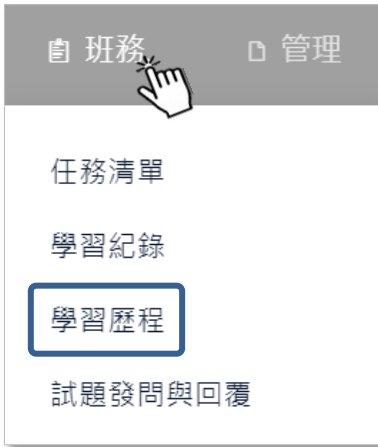 班務 管理
任務清單
學習紀錄
學習歷程
試題發問與回覆